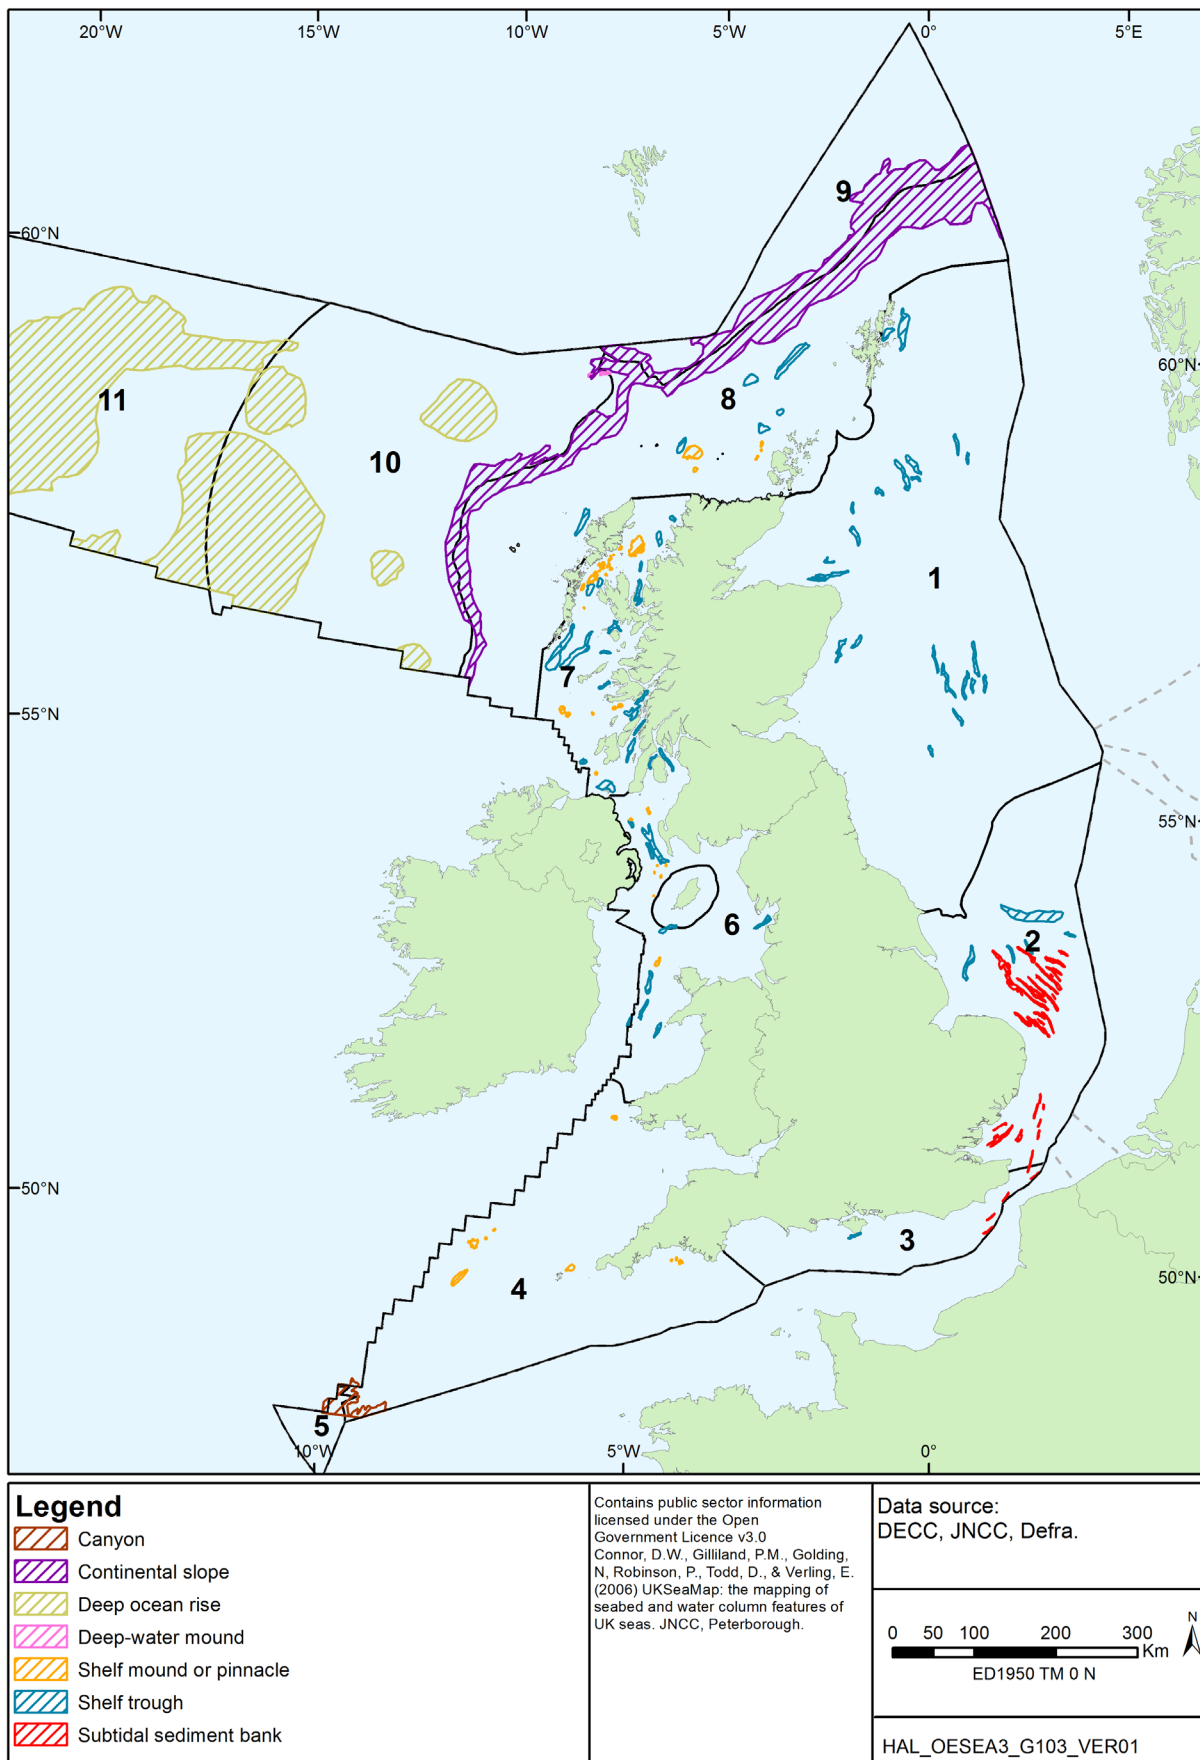 20°W 15°W 10°W 5°W 0° 5°E
9
60°N
60°N
8
11
10
1
7
55°N
55°N
6
2
50°N
3
50°N
4
5
10°W 5°W 0°
Legend
Canyon
Continental slope
Deep ocean rise
Deep-water mound
Shelf mound or pinnacle
Shelf trough
Subtidal sediment bank
Contains public sector information
licensed under the Open
Government Licence v3.0
Connor, D.W., Gilliland, P.M., Golding,
N, Robinson, P., Todd, D., & Verling, E.
(2006) UKSeaMap: the mapping of
seabed and water column features of
UK seas. JNCC, Peterborough.
Data source:
DECC, JNCC, Defra.
N
0 50 100 200 300
Km
ED1950 TM 0 N
HAL_OESEA3_G103_VER01